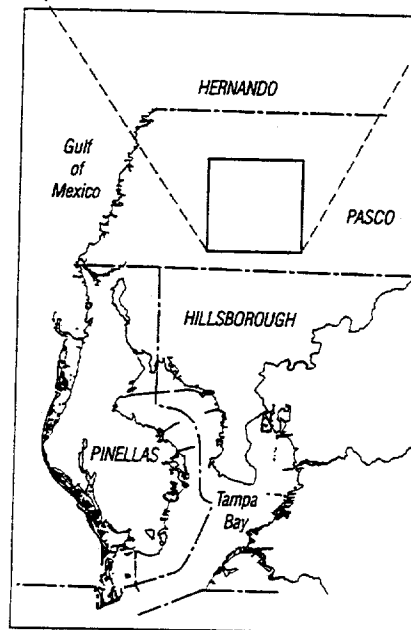 HERNANDO
Gulf
of
Mexico
PASCO
HILLSBOROUGH
PINELLAS
Tampa
Bay